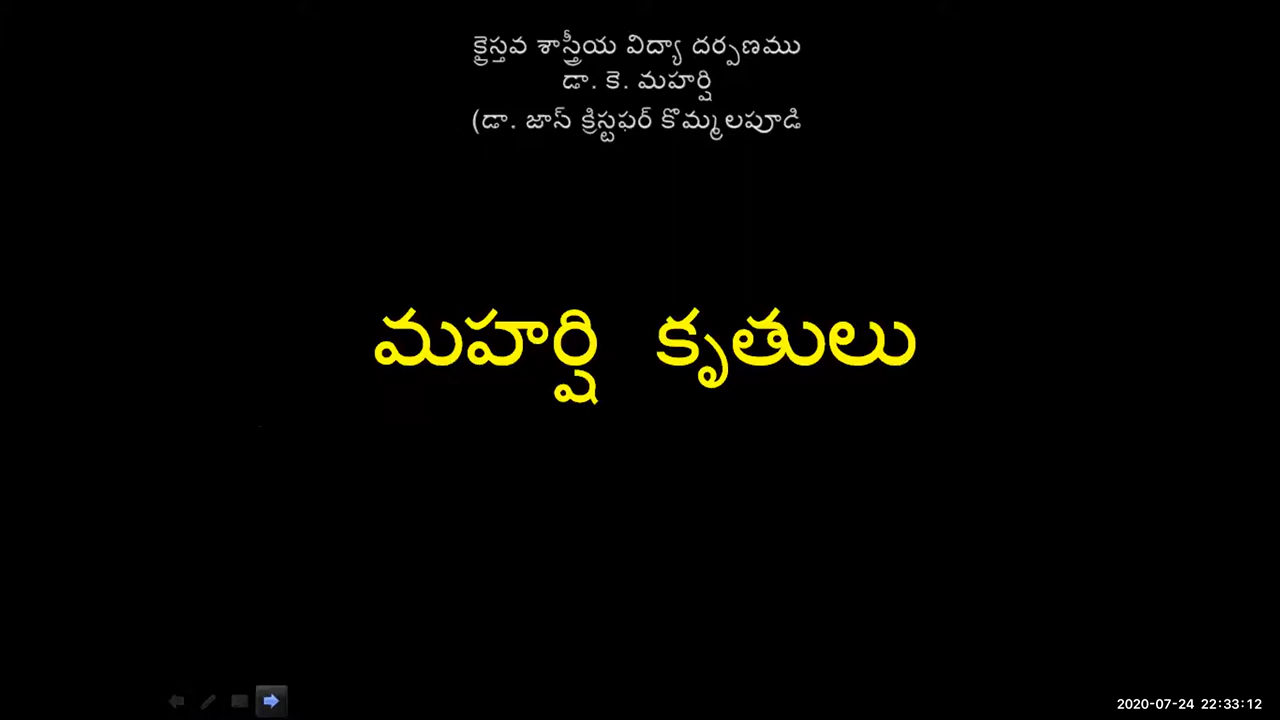 క్రైస్తవ శాస్త్రీయ విద్యా దర్పణము
డా. కె. మహర్షి
(డా. జాస్ క్రిస్టఫర్ కొమ్మలపూడి
మహర్షి కృతులు
2020-07-24 22:33:12